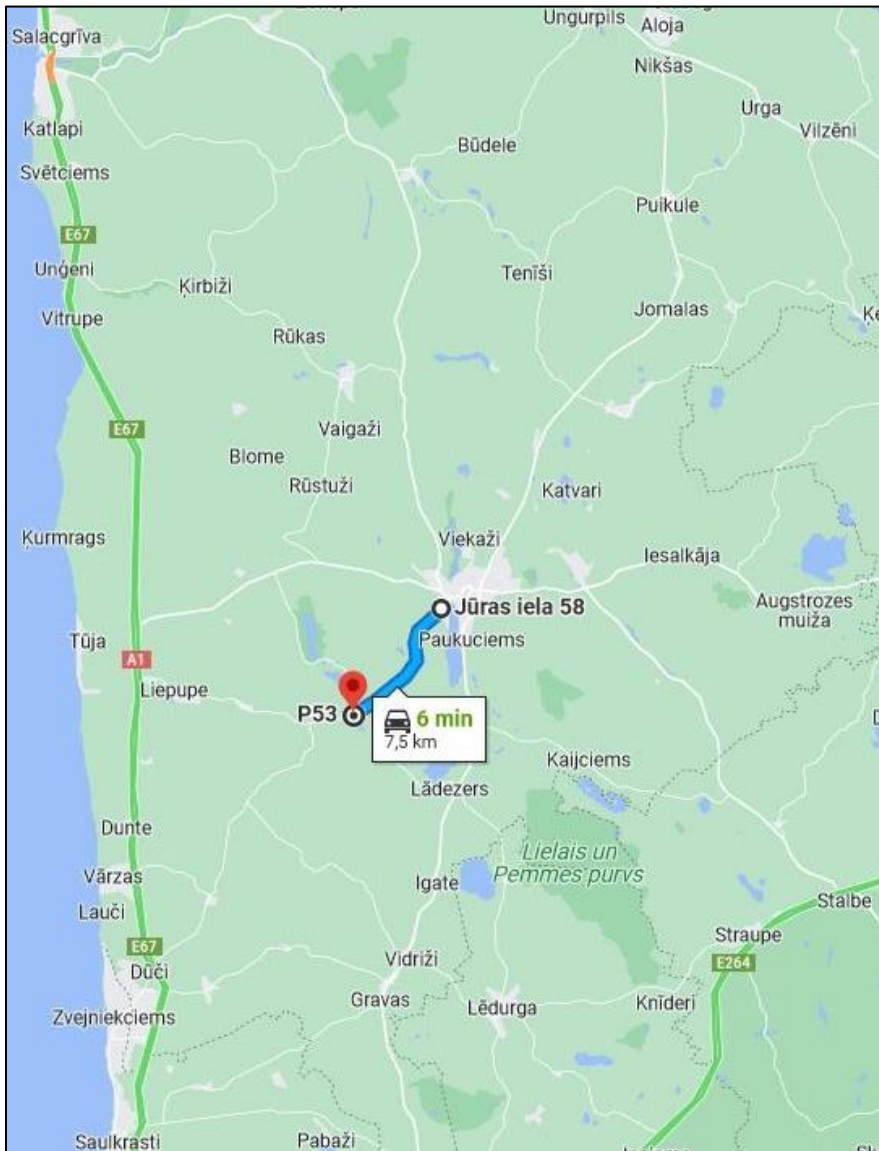 Ungurpils
Aloja
Salacgrīva
Nikšas
Urga
Katlapi
Vilzēni
Būdele
Svētciems
Puikule
E67
Unģeni
Tenīši
Ķirbiži
Jomalas
Vitrupe
Rūkas
E67
Vaigaži
Blome
Rūstuži
Katvari
Ķurmrags
Viekaži
Iesalkāja
Jūras iela 58
Augstrozes
muiža
Tūja
Paukuciems
A1
Liepupe
P53
6 min
7,5 km
Kaijciems
Lādezers
Dunte
Lielais un
Pemmes purvs
Vārzas
Igate
Lauči
Stalbe
Straupe
E67
Dūči
Vidriži
E264
Gravas
Lēdurga
Knīderi
Zvejniekciems
Saulkrasti
Pabaži